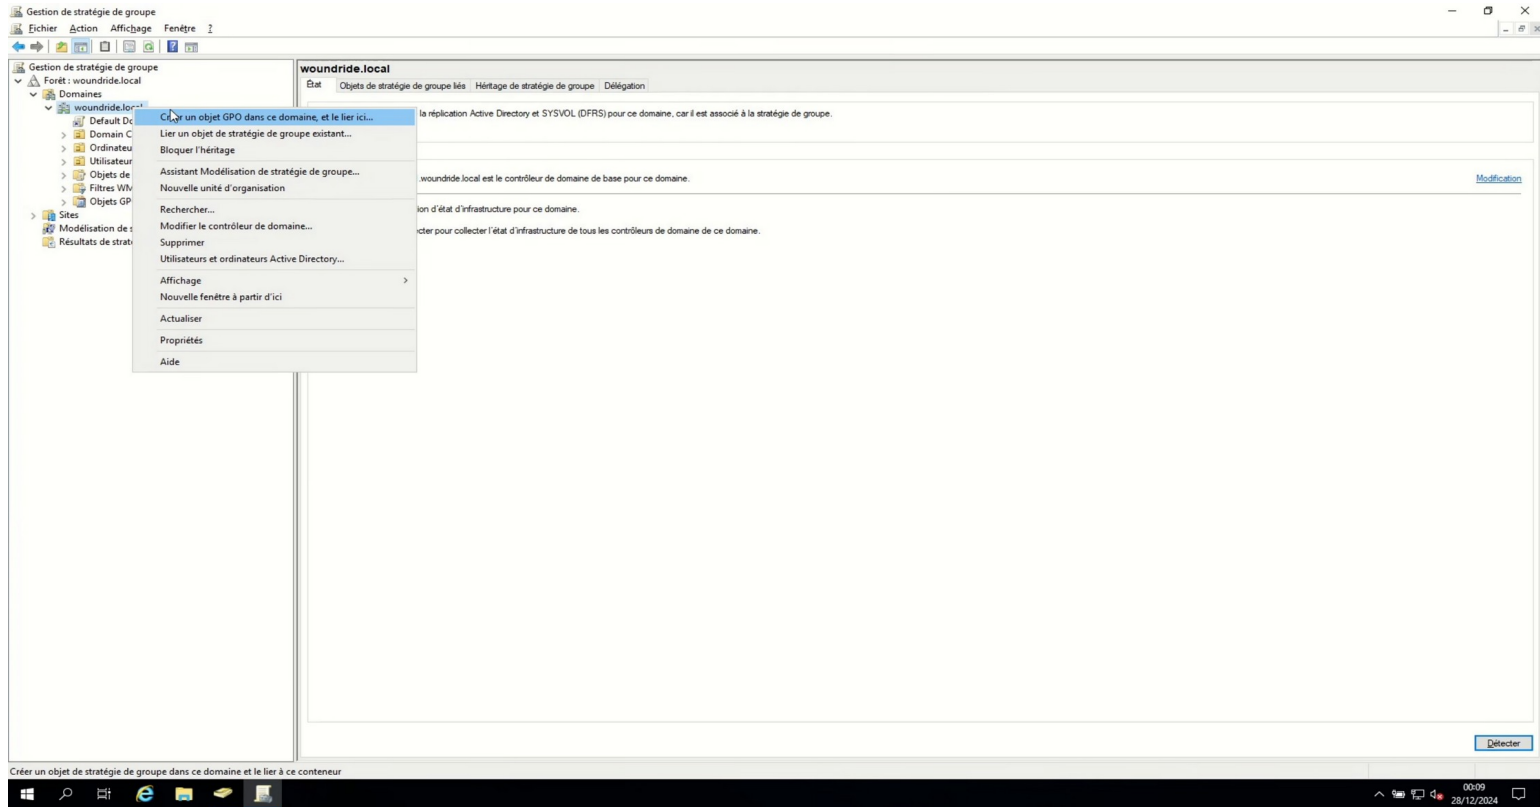 Gestion de stratégie de groupe
Fichier Action Affichage Fenêtre ?
Gestion de stratégie de groupe
Forêt : woundride.local
Domaines
woundride.local
Default Do
Domain C
Ordinateu
Utilisateur
Objets de
Filtres WM
Objets GP
Sites
Modélisation de s
Résultats de strat
Créer un objet GPO dans ce domaine, et le lier ici...
Lier un objet de stratégie de groupe existant...
Bloquer l'héritage
Assistant Modélisation de stratégie de groupe...
Nouvelle unité d'organisation
Rechercher...
Modifier le contrôleur de domaine...
Supprimer
Utilisateurs et ordinateurs Active Directory...
Affichage
Nouvelle fenêtre à partir d'ici
Actualiser
Propriétés
Aide
woundride.local
État Objets de stratégie de groupe liés Héritage de stratégie de groupe Délégation
la réplication Active Directory et SYSVOL (DFRS) pour ce domaine, car il est associé à la stratégie de groupe.
.woundride.local est le contrôleur de domaine de base pour ce domaine.
Modification
ion d'état d'infrastructure pour ce domaine.
ecter pour collecter l'état d'infrastructure de tous les contrôleurs de domaine de ce domaine.
Détecter
Créer un objet de stratégie de groupe dans ce domaine et le lier à ce conteneur
00:09
28/12/2024